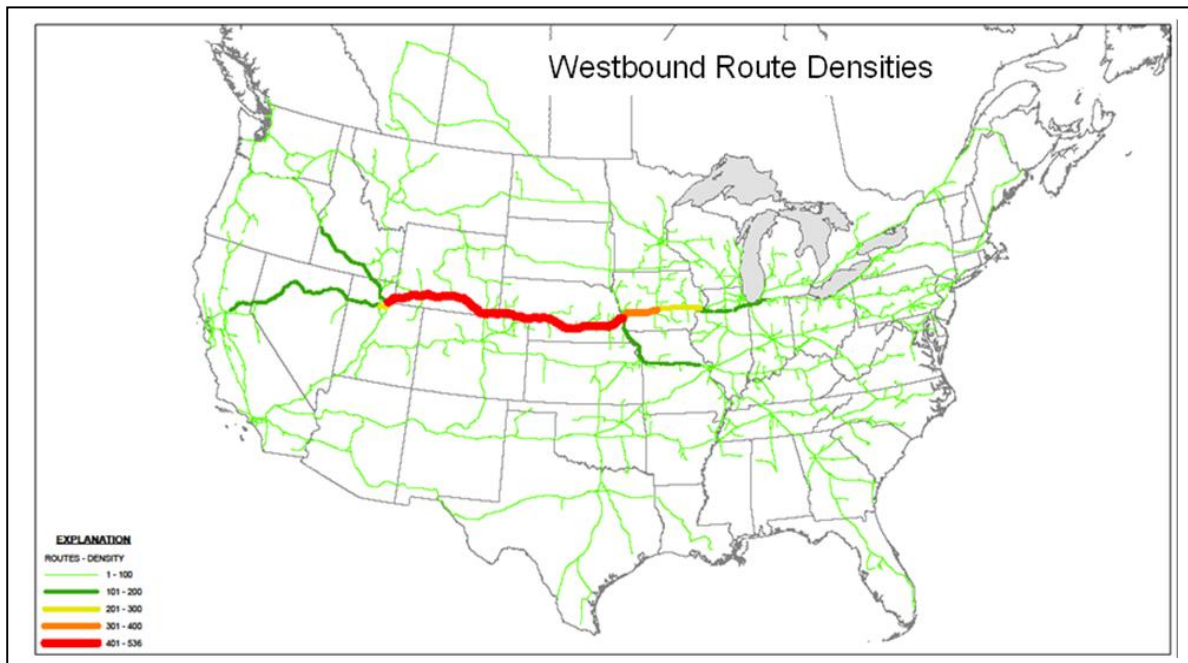 Westbound Route Densities
EXPLANATION
ROUTES - DENSITY
1 - 100
101 - 200
201 - 300
301 - 400
401 - 536